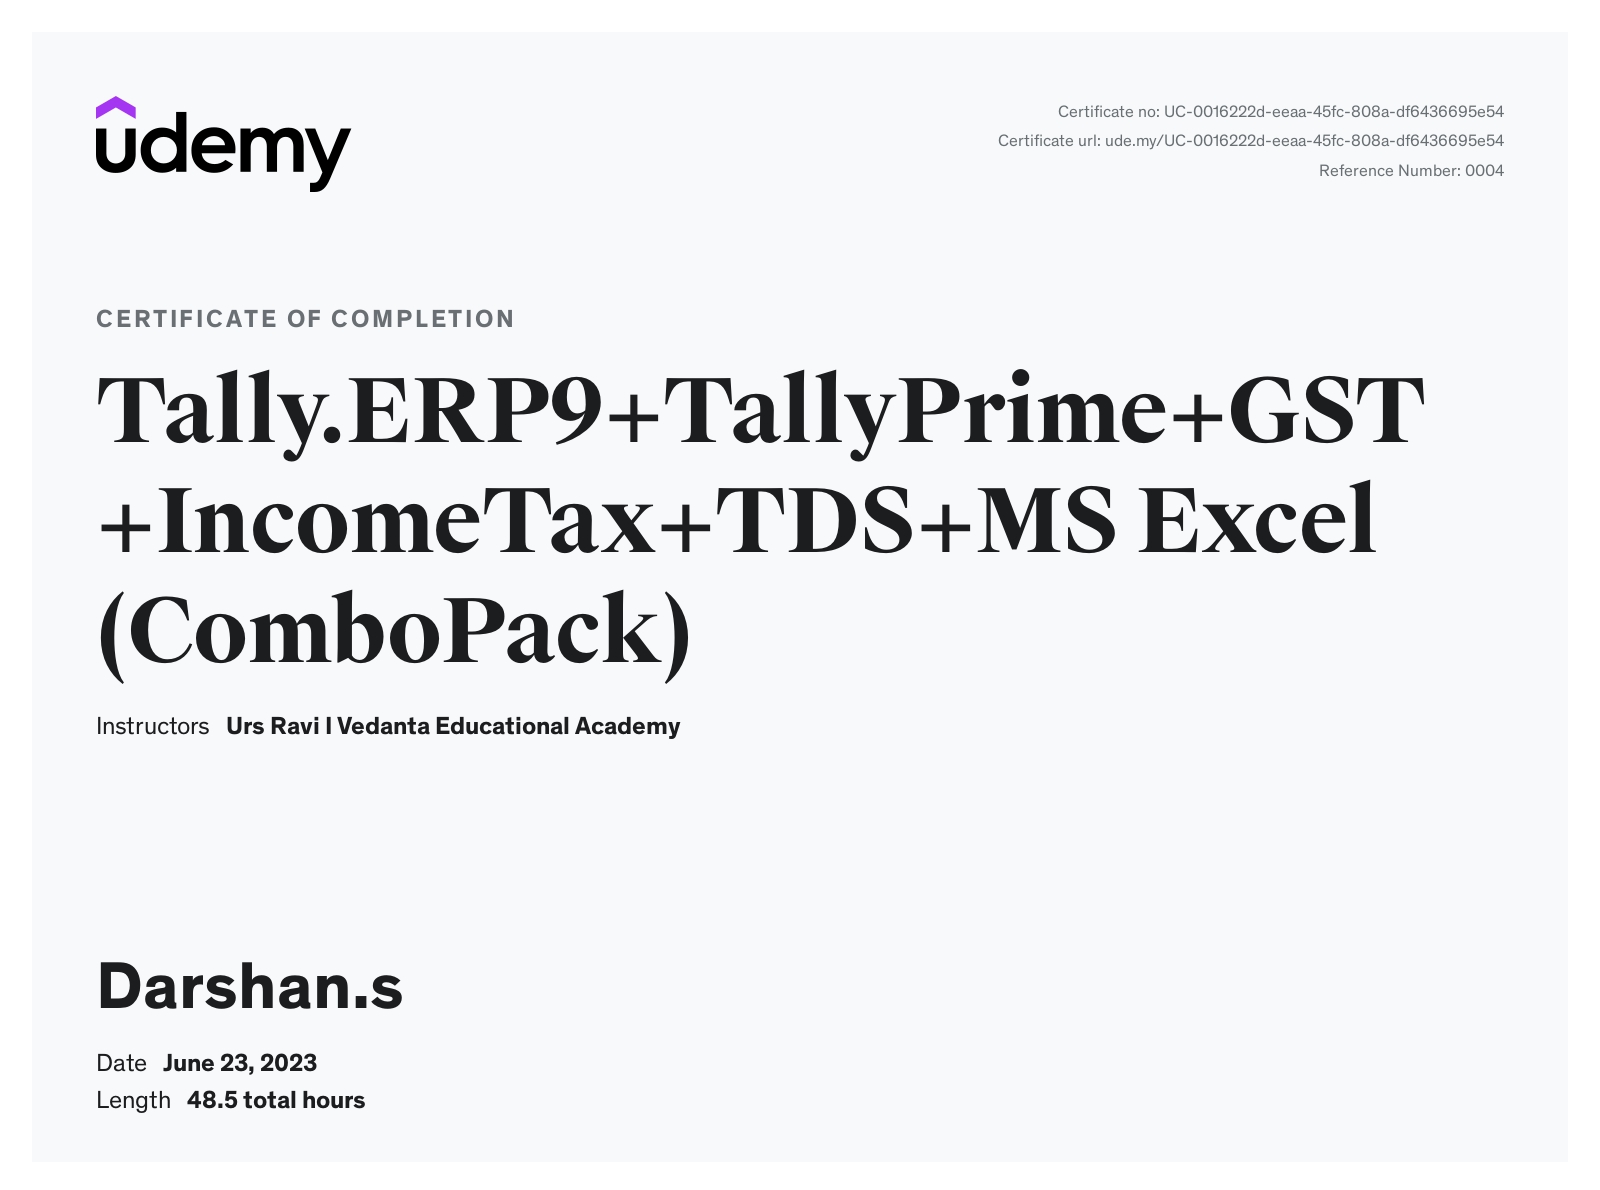 udemy
Certificate no: UC-0016222d-eeaa-45fc-808a-df6436695e54
Certificate url: ude.my/UC-0016222d-eeaa-45fc-808a-df6436695e54
Reference Number: 0004
CERTIFICATE OF COMPLETION
Tally.ERP9+TallyPrime+GST
+IncomeTax+TDS+MS Excel
(ComboPack)
Instructors Urs Ravi I Vedanta Educational Academy
Darshan.s
Date June 23, 2023
Length 48.5 total hours